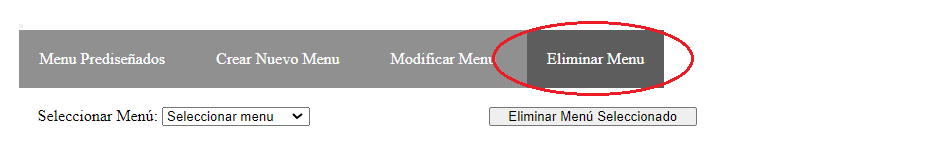 Menu Prediseñados Crear Nuevo Menu Modificar Menu Eliminar Menu
Seleccionar Menú: Seleccionar menu Eliminar Menú Seleccionado